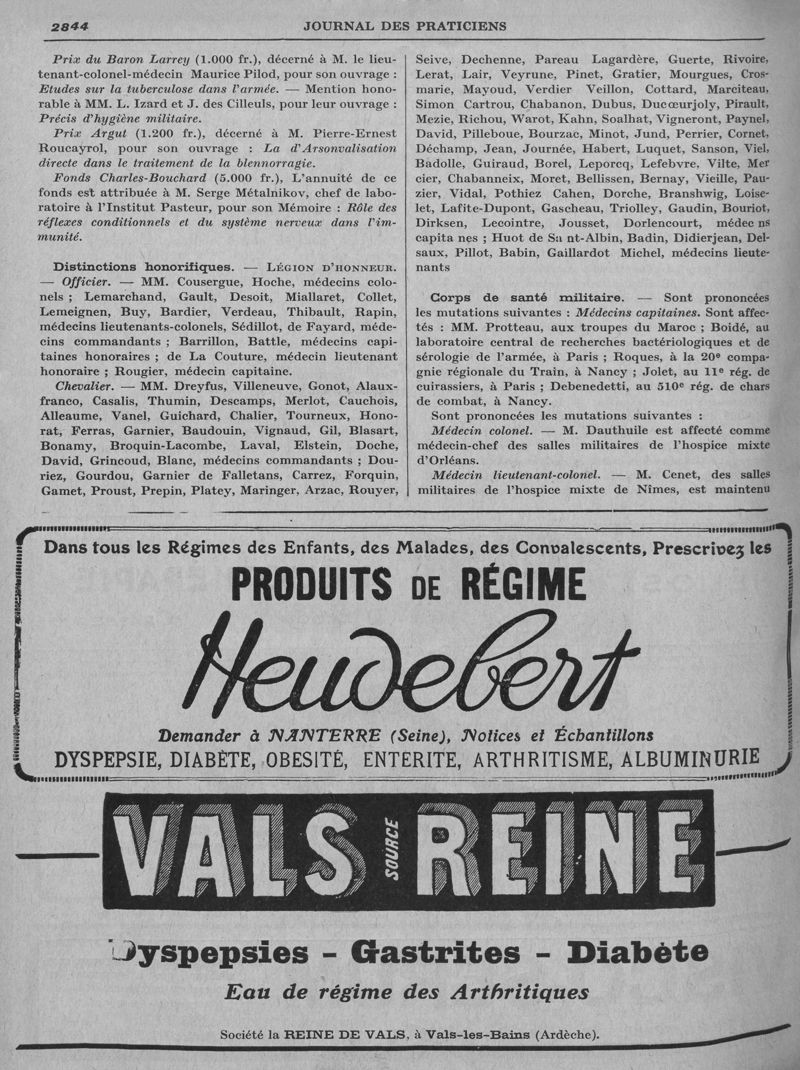 2844
JOURNAL DES PRATICIENS
Prix du Baron Larrey (1.000 fr.), décerné à M. le lieu-
tenant-colonel-médecin Maurice Pilod, pour son ouvrage :
Etudes sur la tuberculose dans l'armée. — Mention hono-
rable à MM. L. Izard et J. des Cilleuls, pour leur ouvrage :
Précis d'hygiène militaire.
Prix Argut (1.200 fr.), décerné à M. Pierre-Ernest
Roucayrol, pour son ouvrage : La d'Arsonvalisation
directe dans le traitement de la blennorragie.
Fonds Charles-Bouchard (5.000 fr.), L'annuité de ce
fonds est attribuée à M. Serge Métalnikov, chef de labo-
ratoire à l'Institut Pasteur, pour son Mémoire : Rôle des
réflexes conditionnels et du système nerveux dans l'im-
munité.
Distinctions honorifiques. — LÉGION D'HONNEUR.
— Officier. — MM. Cousergue, Hoche, médecins colo-
nels ; Lemarchand, Gault, Desoit, Miallaret, Collet,
Lemeignen, Buy, Bardier, Verdeau, Thibault, Rapin,
médecins lieutenants-colonels, Sédillot, de Fayard, méde-
cins commandants ; Barrillon, Battle, médecins capi-
taines honoraires ; de La Couture, médecin lieutenant
honoraire ; Rougier, médecin capitaine.
Chevalier. — MM. Dreyfus, Villeneuve, Gonot, Alaux-
franco, Casalis, Thumin, Descamps, Merlot, Cauchois,
Alleaume, Vanel, Guichard, Chalier, Tourneux, Hono-
rat, Ferras, Garnier, Baudouin, Vignaud, Gil, Blasart,
Bonamy, Broquin-Lacombe, Laval, Elstein, Doche,
David, Grincoud, Blanc, médecins commandants ; Dou-
riez, Gourdou, Garnier de Falletans, Carrez, Forquin,
Gamet, Proust, Prepin, Platey, Maringer, Arzac, Rouyer,
Seive, Dechenne, Pareau Lagardère, Guerte, Rivoire,
Lerat, Lair, Veyrune, Pinet, Gratier, Mourgues, Cros-
marie, Mayoud, Verdier Veillon, Cottard, Marciteau,
Simon Cartrou, Chabanon, Dubus, Ducœurjoly, Pirault,
Mezie, Richou, Warot, Kahn, Soalhat, Vigneront, Paynel,
David, Pilleboue, Bourzac, Minot, Jund, Perrier, Cornet,
Déchamp, Jean, Journée, Habert, Luquet, Sanson, Viel,
Badolle, Guiraud, Borel, Leporcq, Lefebvre, Vilte, Mer
cier, Chabanneix, Moret, Bellissen, Bernay, Vieille, Pau-
zier, Vidal, Pothiez Cahen, Dorche, Branshwig, Loise-
let, Lafite-Dupont, Gascheau, Triolley, Gaudin, Bouriot,
Dirksen, Lecointre, Jousset, Dorlencourt, médec ns
capita nes ; Huot de Sa nt-Albin, Badin, Didierjean, Del-
saux, Pillot, Babin, Gaillardot Michel, médecins lieute-
nants
Corps de santé militaire. — Sont prononcées
les mutations suivantes : Médecins capitaines. Sont affec-
tés : MM. Protteau, aux troupes du Maroc ; Boidé, au
laboratoire central de recherches bactériologiques et de
sérologie de l'armée, à Paris ; Roques, à la 20e compa-
gnie régionale du Train, à Nancy ; Jolet, au 11e rég. de
cuirassiers, à Paris ; Debenedetti, au 510e rég. de chars
de combat, à Nancy.
Sont prononcées les mutations suivantes :
Médecin colonel. — M. Dauthuile est affecté comme
médecin-chef des salles militaires de l'hospice mixte
d'Orléans.
Médecin lieutenant-colonel. — M. Cenet, des salles
militaires de l'hospice mixte de Nîmes, est maintenu
Dans tous les Régimes des Enfants, des Malades, des Convalescents, Prescrivez les
PRODUITS DE RÉGIME
Heudebert
Demander à NANTERRE (Seine), Notices et Échantillons
DYSPEPSIE, DIABÈTE, OBESITÉ, ENTERITE, ARTHRITISME, ALBUMINURIE
VALS SOURCE REINE
Dyspepsies - Gastrites - Diabète
Eau de régime des Arthritiques
Société la REINE DE VALS, à Vals-les-Bains (Ardèche).